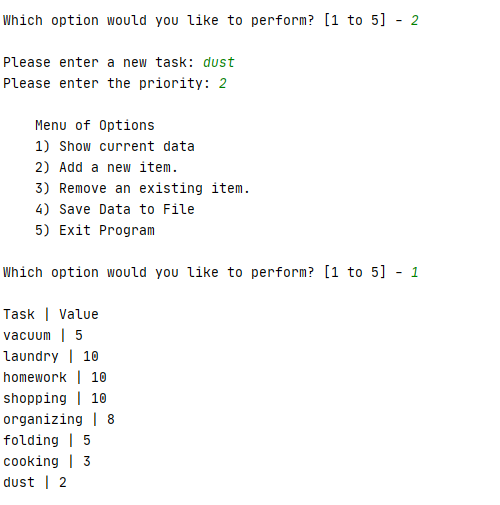 Which option would you like to perform? [1 to 5] - 2
Please enter a new task: dust
Please enter the priority: 2
Menu of Options
1) Show current data
2) Add a new item.
3) Remove an existing item.
4) Save Data to File
5) Exit Program
Which option would you like to perform? [1 to 5] - 1
Task | Value
vacuum | 5
laundry | 10
homework | 10
shopping | 10
organizing | 8
folding | 5
cooking | 3
dust | 2